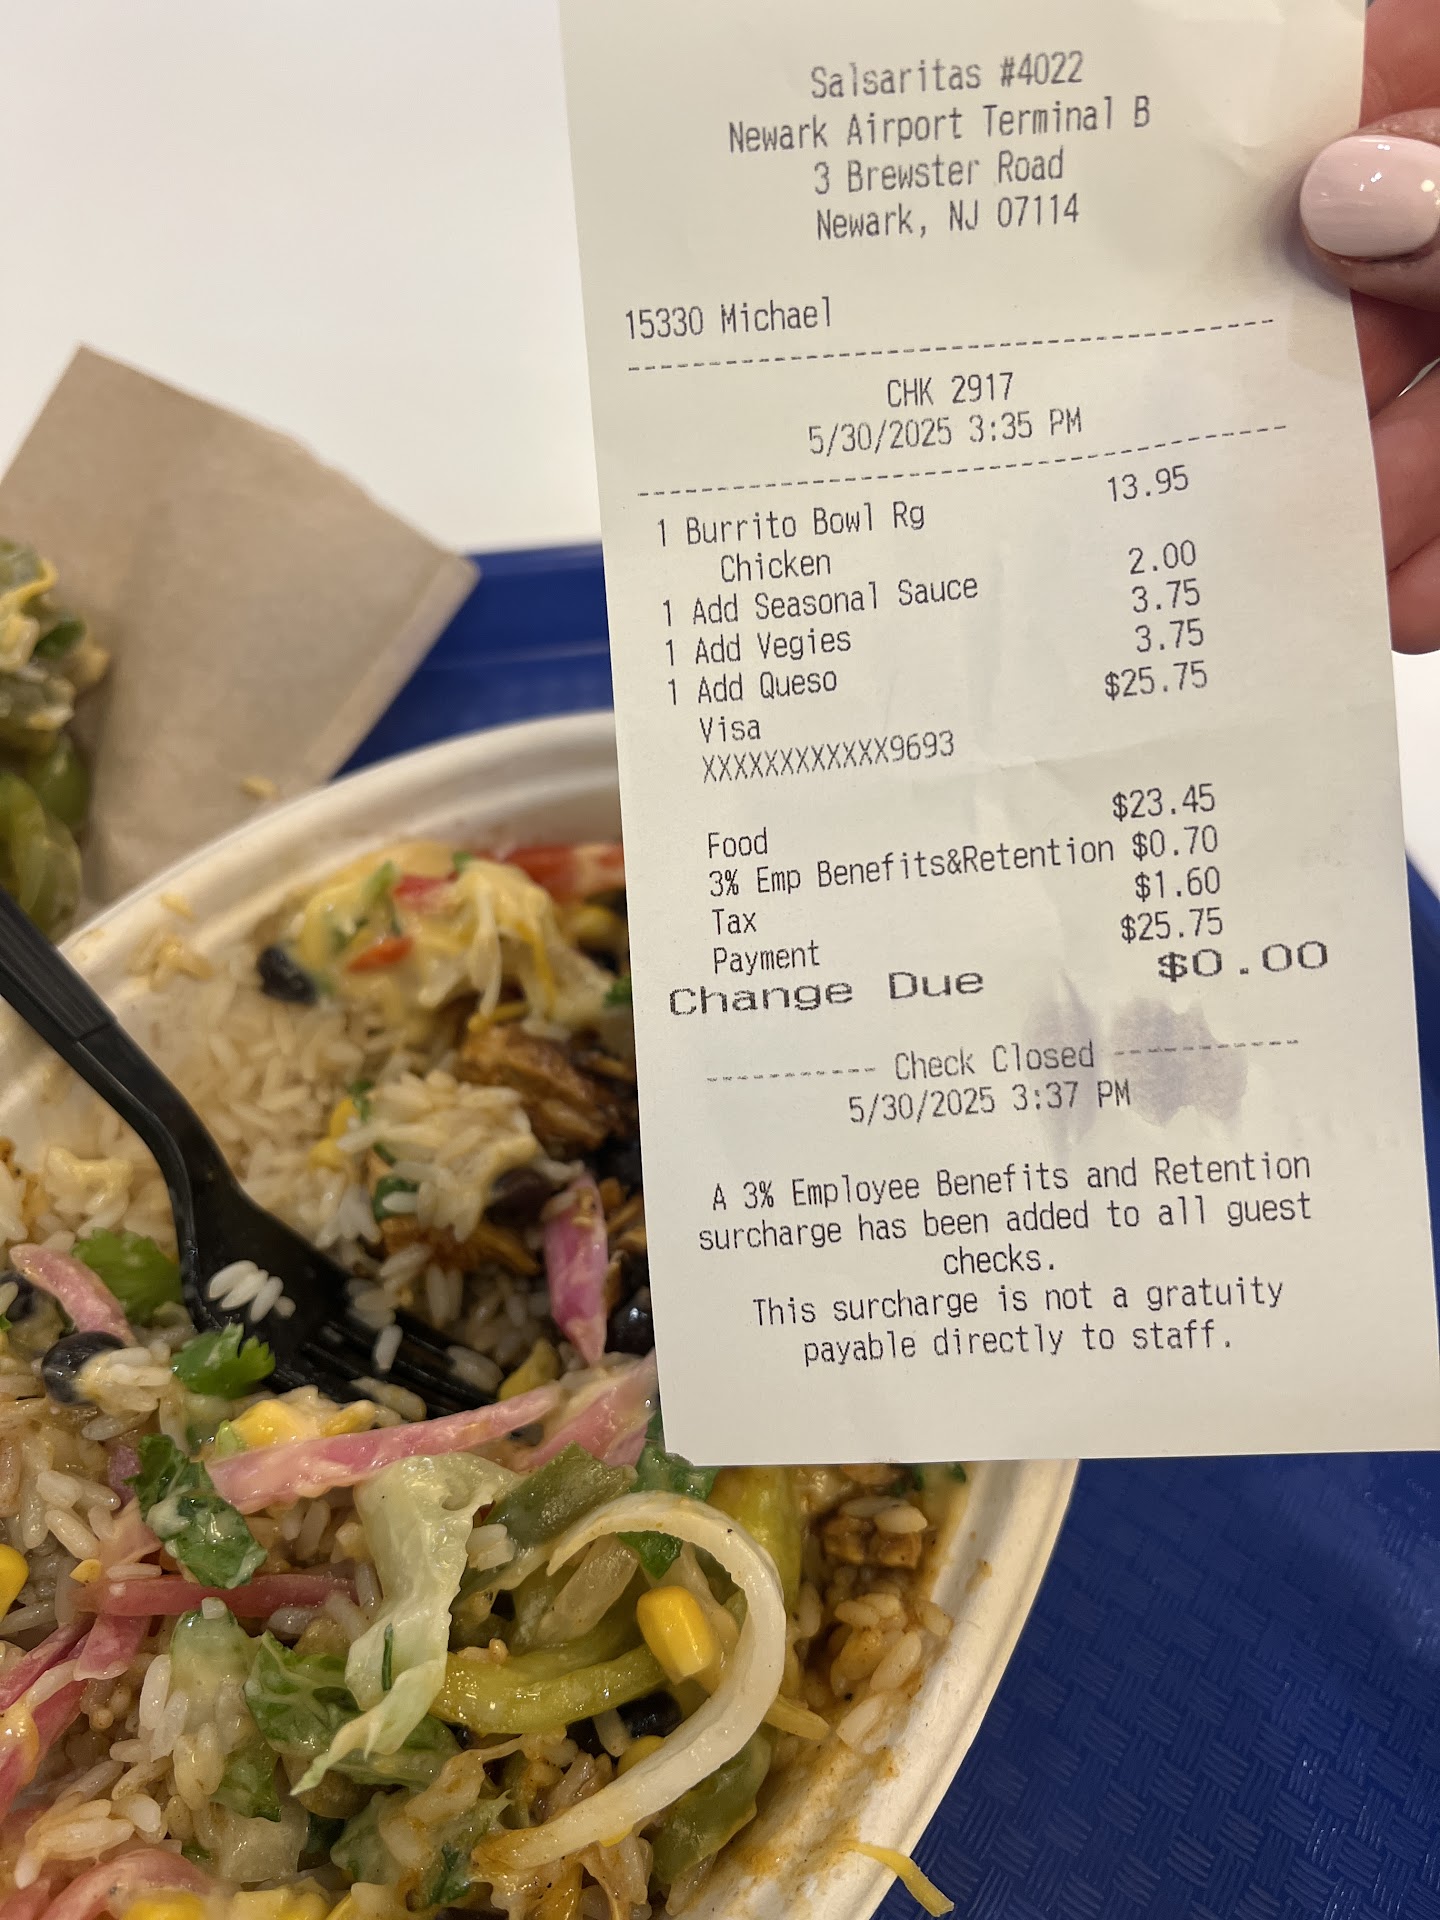 Salsaritas #4022
Newark Airport Terminal B
3 Brewster Road
Newark, NJ 07114
15330 Michael
CHK 2917
5/30/2025 3:35 PM
1 Burrito Bowl Rg 13.95
Chicken
1 Add Seasonal Sauce 2.00
1 Add Vegies 3.75
1 Add Queso 3.75
Visa $25.75
XXXXXXXXXXXX9693
Food $23.45
3% Emp Benefits&Retention $0.70
Tax $1.60
Payment $25.75
Change Due $0.00
----------- Check Closed ------------
5/30/2025 3:37 PM
A 3% Employee Benefits and Retention
surcharge has been added to all guest
checks.
This surcharge is not a gratuity
payable directly to staff.